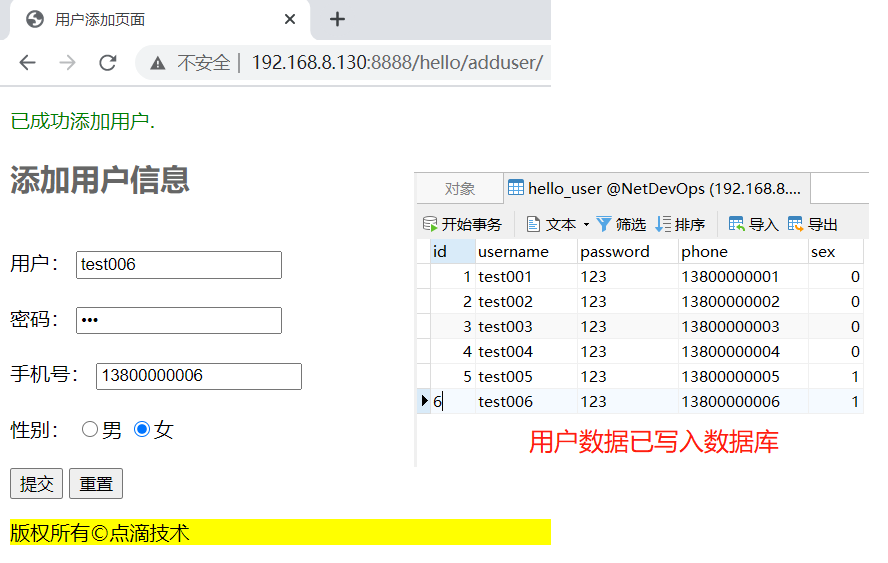 用户添加页面
不安全 | 192.168.8.130:8888/hello/adduser/
已成功添加用户.
添加用户信息
用户： test006
密码： •••
手机号： 13800000006
性别： 男 女
提交 重置
版权所有©点滴技术
对象 hello_user @NetDevOps (192.168.8....
开始事务 文本 筛选 排序 导入 导出
id username password phone sex
1 test001 123 13800000001 0
2 test002 123 13800000002 0
3 test003 123 13800000003 0
4 test004 123 13800000004 0
5 test005 123 13800000005 1
6 test006 123 13800000006 1
用户数据已写入数据库